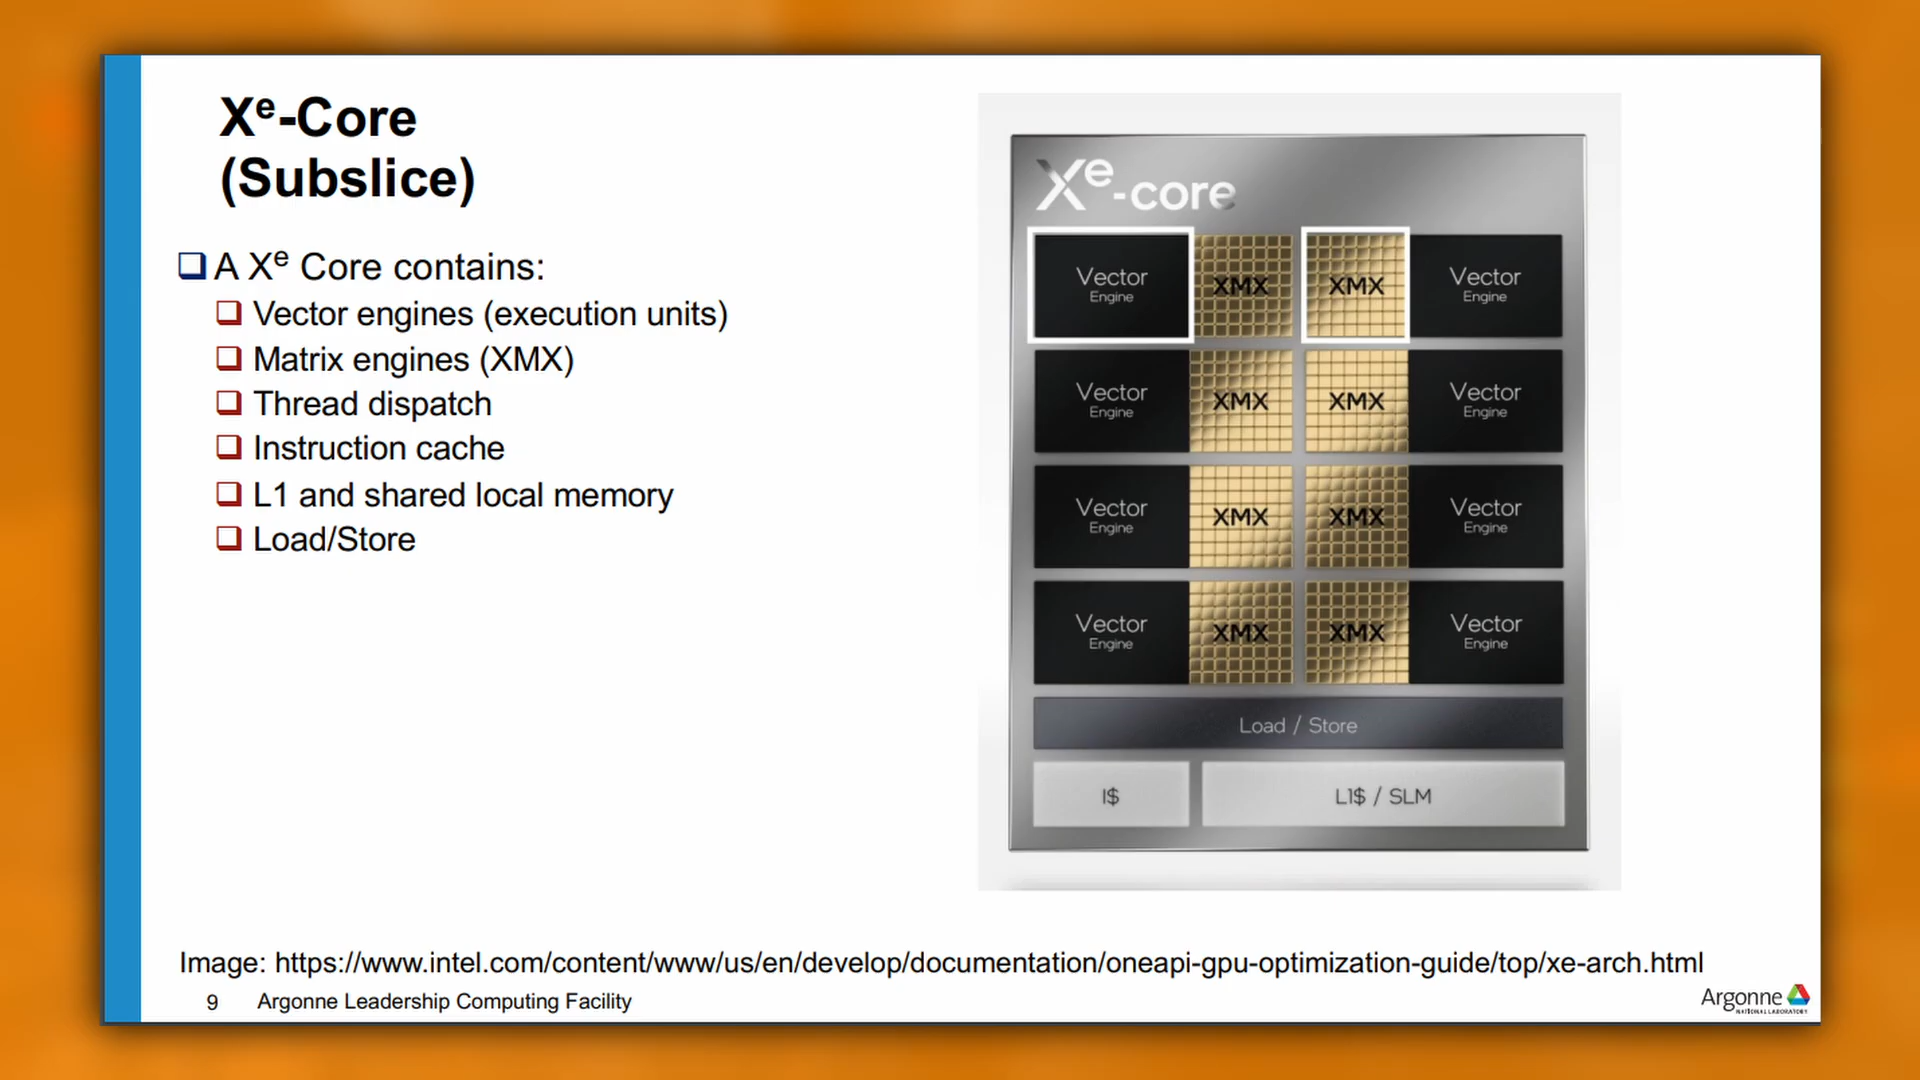 Xe-Core
(Subslice)
A Xe Core contains:
Vector engines (execution units)
Matrix engines (XMX)
Thread dispatch
Instruction cache
L1 and shared local memory
Load/Store
Xe-core
Vector Engine XMX XMX Vector Engine
Vector Engine XMX XMX Vector Engine
Vector Engine XMX XMX Vector Engine
Vector Engine XMX XMX Vector Engine
Load / Store
I$ L1$ / SLM
Image: https://www.intel.com/content/www/us/en/develop/documentation/oneapi-gpu-optimization-guide/top/xe-arch.html
9 Argonne Leadership Computing Facility
Argonne
NATIONAL LABORATORY